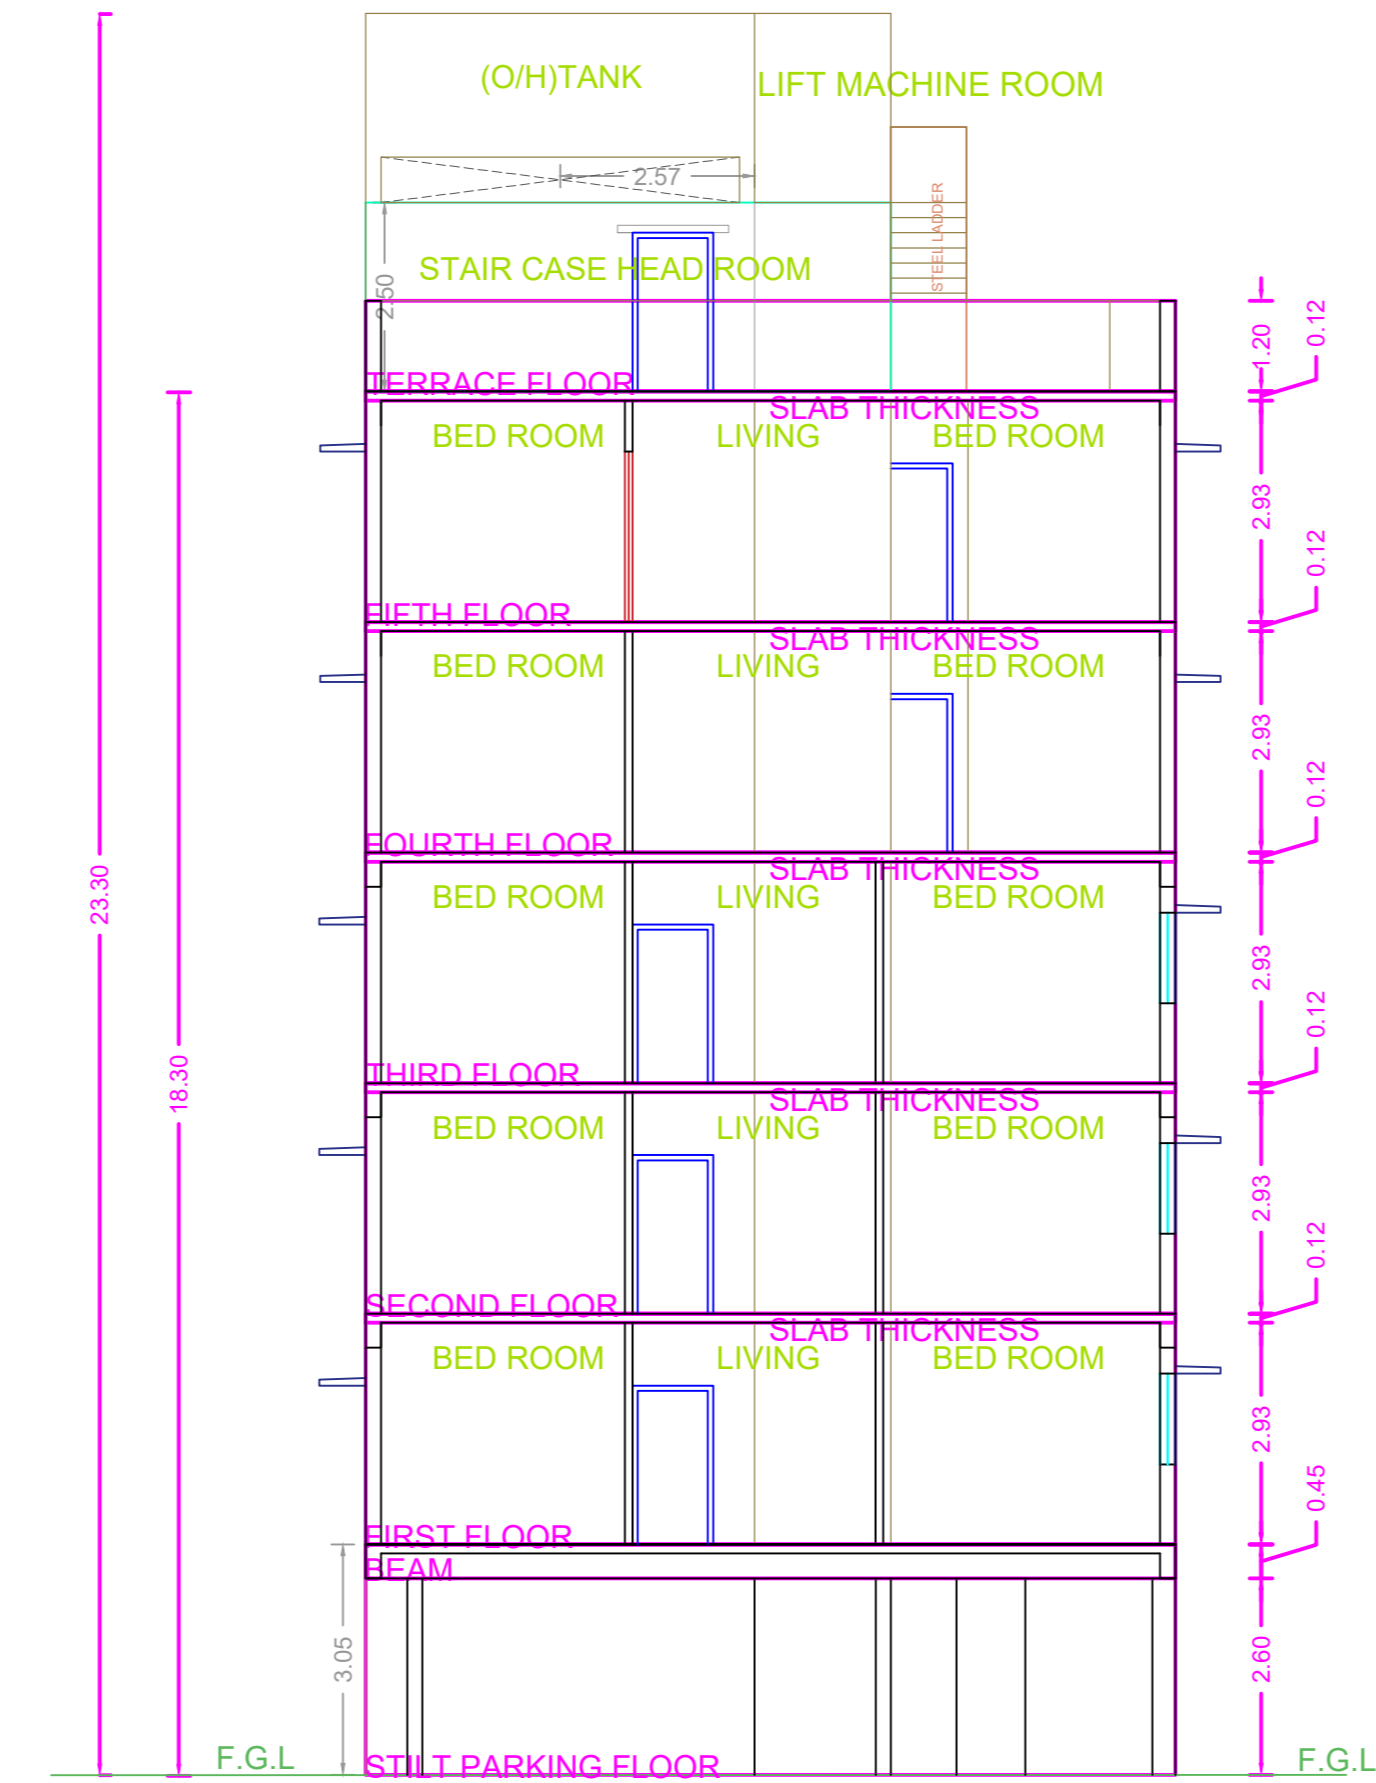 (O/H)TANK
LIFT MACHINE ROOM
2.57
STEEL LADDER
STAIR CASE HEAD ROOM
2.50
1.20
0.12
TERRACE FLOOR
SLAB THICKNESS
BED ROOM LIVING BED ROOM
2.93
0.12
FIFTH FLOOR
SLAB THICKNESS
BED ROOM LIVING BED ROOM
2.93
0.12
FOURTH FLOOR
SLAB THICKNESS
BED ROOM LIVING BED ROOM
23.30
2.93
0.12
THIRD FLOOR
18.30
SLAB THICKNESS
BED ROOM LIVING BED ROOM
2.93
0.12
SECOND FLOOR
SLAB THICKNESS
BED ROOM LIVING BED ROOM
2.93
0.45
FIRST FLOOR
BEAM
3.05
2.60
F.G.L
STILT PARKING FLOOR
F.G.L